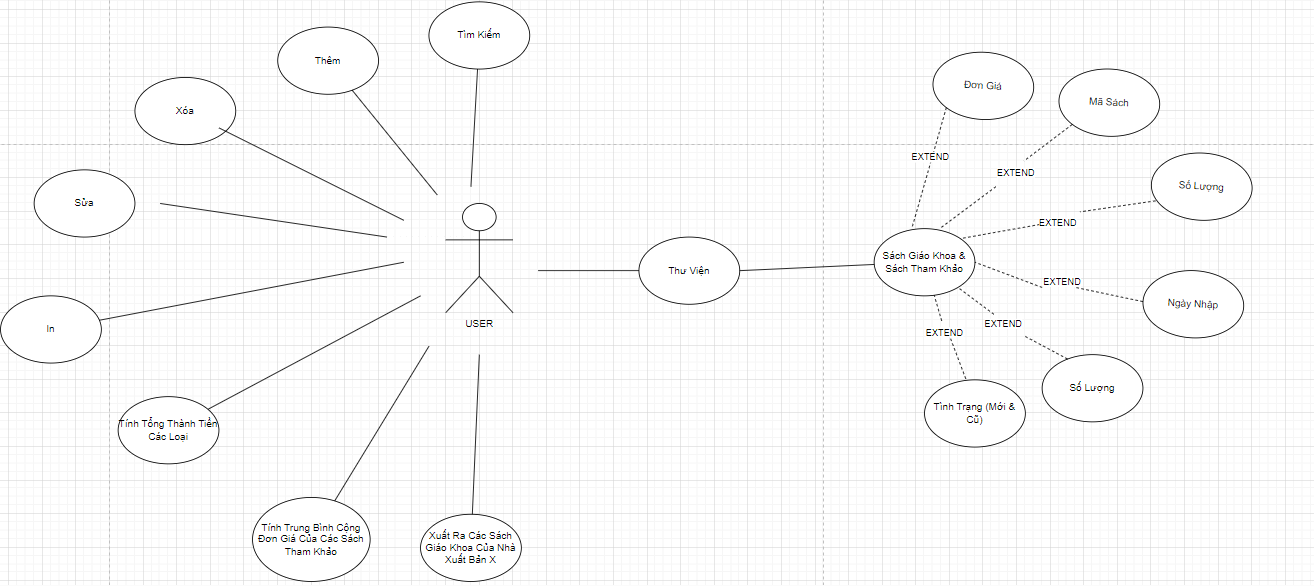 Tìm Kiếm
Thêm
Xóa
Sửa
In
Tính Tổng Thành Tiền
Các Loại
Tính Trung Bình Cộng
Đơn Giá Của Các Sách
Tham Khảo
Xuất Ra Các Sách
Giáo Khoa Của Nhà
Xuất Bản X
USER
Thư Viện
Sách Giáo Khoa &
Sách Tham Khảo
EXTEND
Đơn Giá
EXTEND
Mã Sách
EXTEND
Số Lượng
EXTEND
Ngày Nhập
EXTEND
Số Lượng
EXTEND
Tình Trạng (Mới &
Cũ)